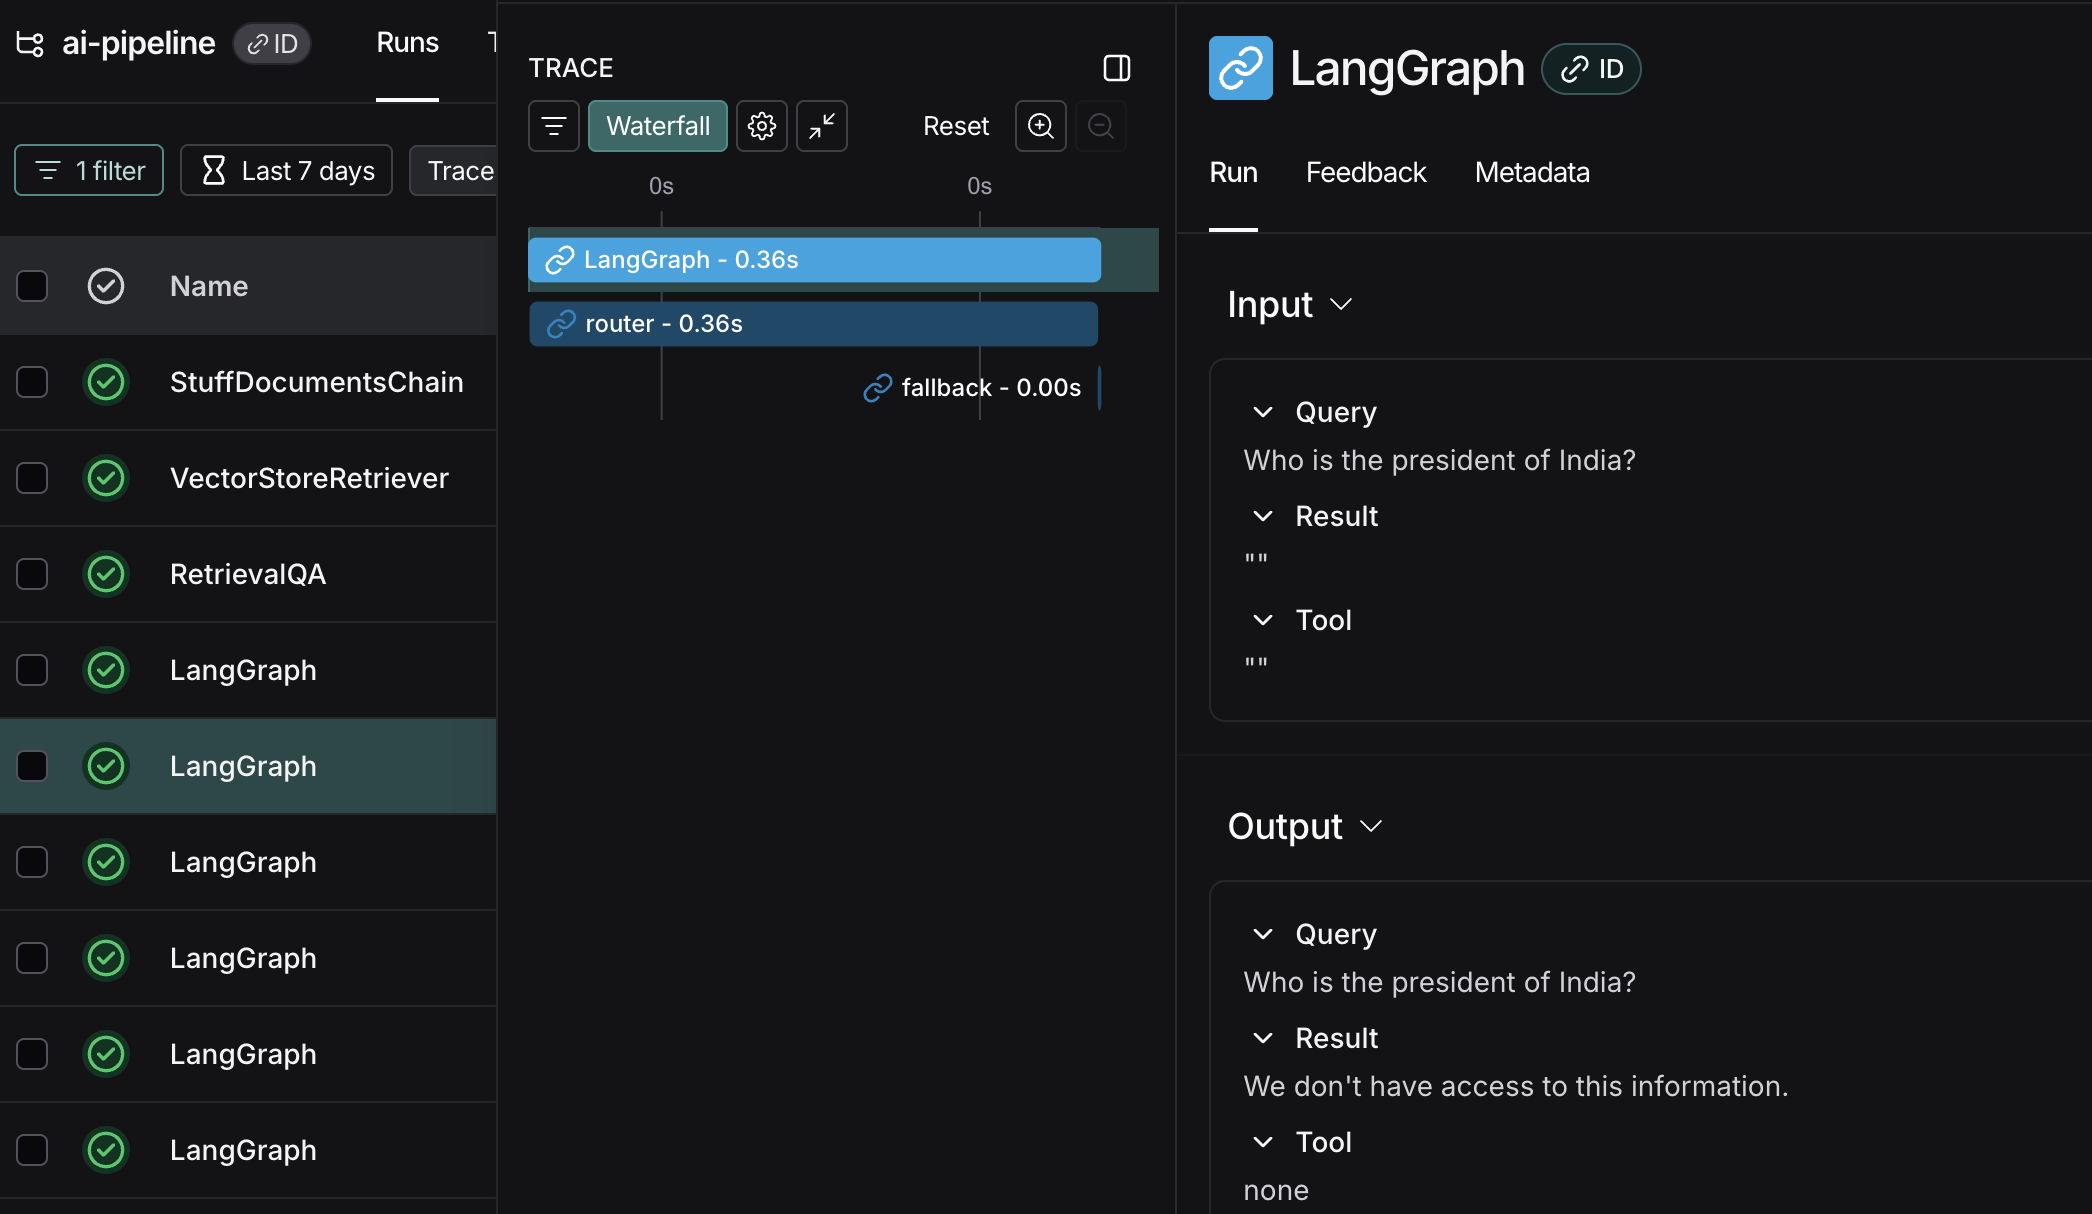 ai-pipeline ID Runs
1 filter Last 7 days Trace
Name
StuffDocumentsChain
VectorStoreRetriever
RetrievalQA
LangGraph
LangGraph
LangGraph
LangGraph
LangGraph
LangGraph
TRACE
Waterfall Reset
0s 0s
LangGraph - 0.36s
router - 0.36s
fallback - 0.00s
LangGraph ID
Run Feedback Metadata
Input
Query
Who is the president of India?
Result
""
Tool
""
Output
Query
Who is the president of India?
Result
We don't have access to this information.
Tool
none